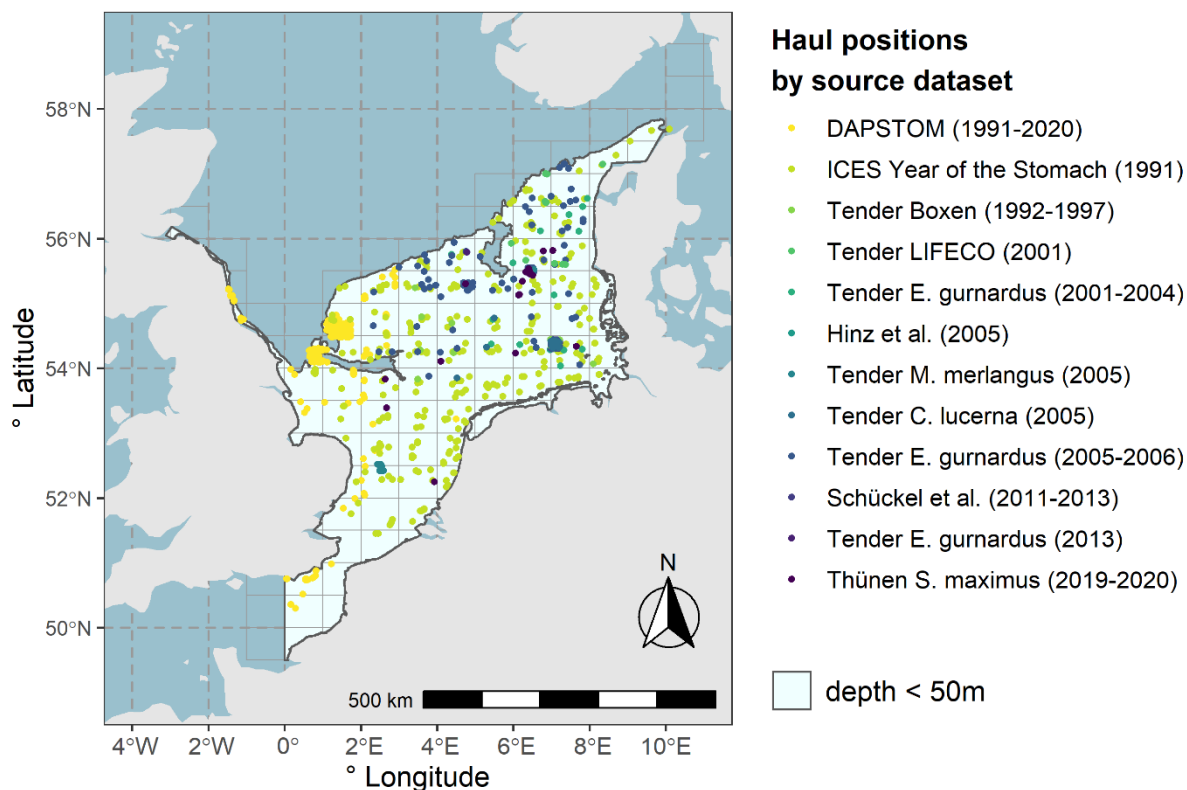 Haul positions
by source dataset
DAPSTOM (1991-2020)
ICES Year of the Stomach (1991)
Tender Boxen (1992-1997)
Tender LIFECO (2001)
Tender E. gurnardus (2001-2004)
Hinz et al. (2005)
Tender M. merlangus (2005)
Tender C. lucerna (2005)
Tender E. gurnardus (2005-2006)
Schückel et al. (2011-2013)
Tender E. gurnardus (2013)
Thünen S. maximus (2019-2020)
depth < 50m
° Latitude
58°N
56°N
54°N
52°N
50°N
N
500 km
4°W 2°W 0° 2°E 4°E 6°E 8°E 10°E
° Longitude